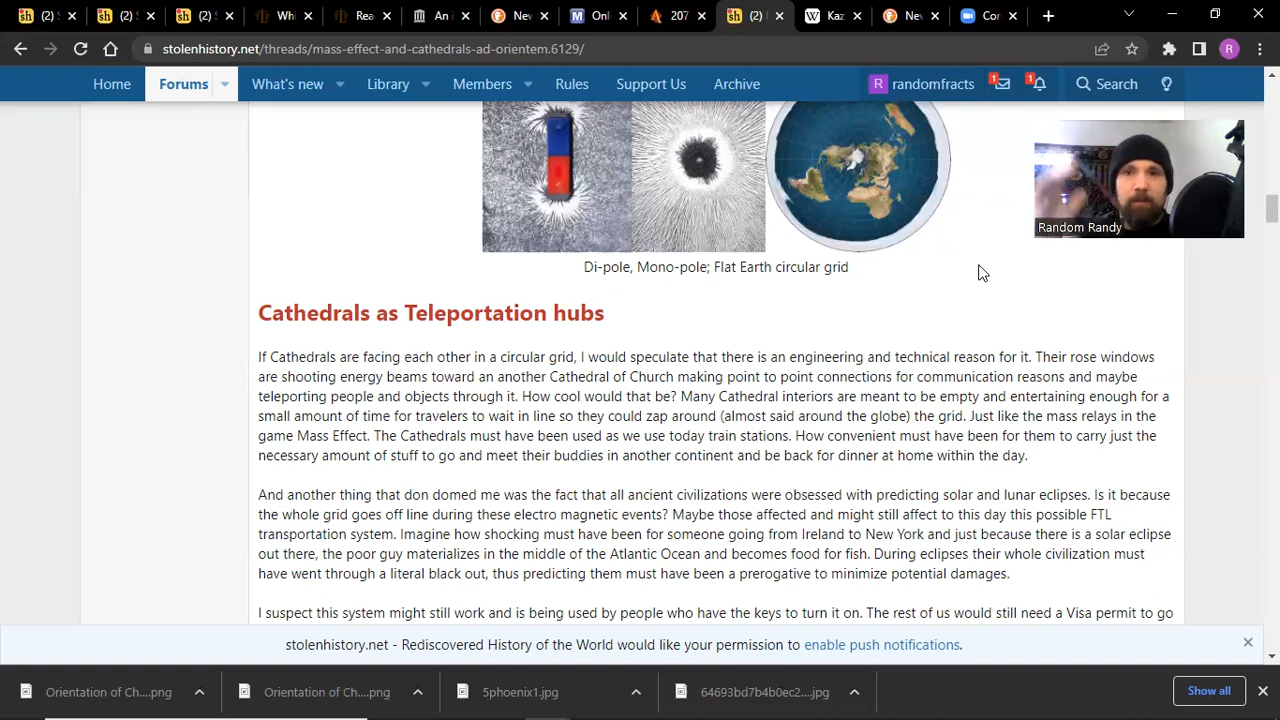 (2) S
(2) S
(2) S
Whi
Rea
An i
Nev
Onli
207
(2)
Kaz
Nev
Cor
stolenhistory.net/threads/mass-effect-and-cathedrals-ad-orientem.6129/
R
Home
Forums
What's new
Library
Members
Rules
Support Us
Archive
R randomfracts
1
1
Search
Random Randy
Di-pole, Mono-pole; Flat Earth circular grid
Cathedrals as Teleportation hubs
If Cathedrals are facing each other in a circular grid, I would speculate that there is an engineering and technical reason for it. Their rose windows
are shooting energy beams toward an another Cathedral of Church making point to point connections for communication reasons and maybe
teleporting people and objects through it. How cool would that be? Many Cathedral interiors are meant to be empty and entertaining enough for a
small amount of time for travelers to wait in line so they could zap around (almost said around the globe) the grid. Just like the mass relays in the
game Mass Effect. The Cathedrals must have been used as we use today train stations. How convenient must have been for them to carry just the
necessary amount of stuff to go and meet their buddies in another continent and be back for dinner at home within the day.
And another thing that don domed me was the fact that all ancient civilizations were obsessed with predicting solar and lunar eclipses. Is it because
the whole grid goes off line during these electro magnetic events? Maybe those affected and might still affect to this day this possible FTL
transportation system. Imagine how shocking must have been for someone going from Ireland to New York and just because there is a solar eclipse
out there, the poor guy materializes in the middle of the Atlantic Ocean and becomes food for fish. During eclipses their whole civilization must
have went through a literal black out, thus predicting them must have been a prerogative to minimize potential damages.
I suspect this system might still work and is being used by people who have the keys to turn it on. The rest of us would still need a Visa permit to go
stolenhistory.net - Rediscovered History of the World would like your permission to enable push notifications.
Orientation of Ch....png
Orientation of Ch....png
5phoenix1.jpg
64693bd7b4b0ec2....jpg
Show all